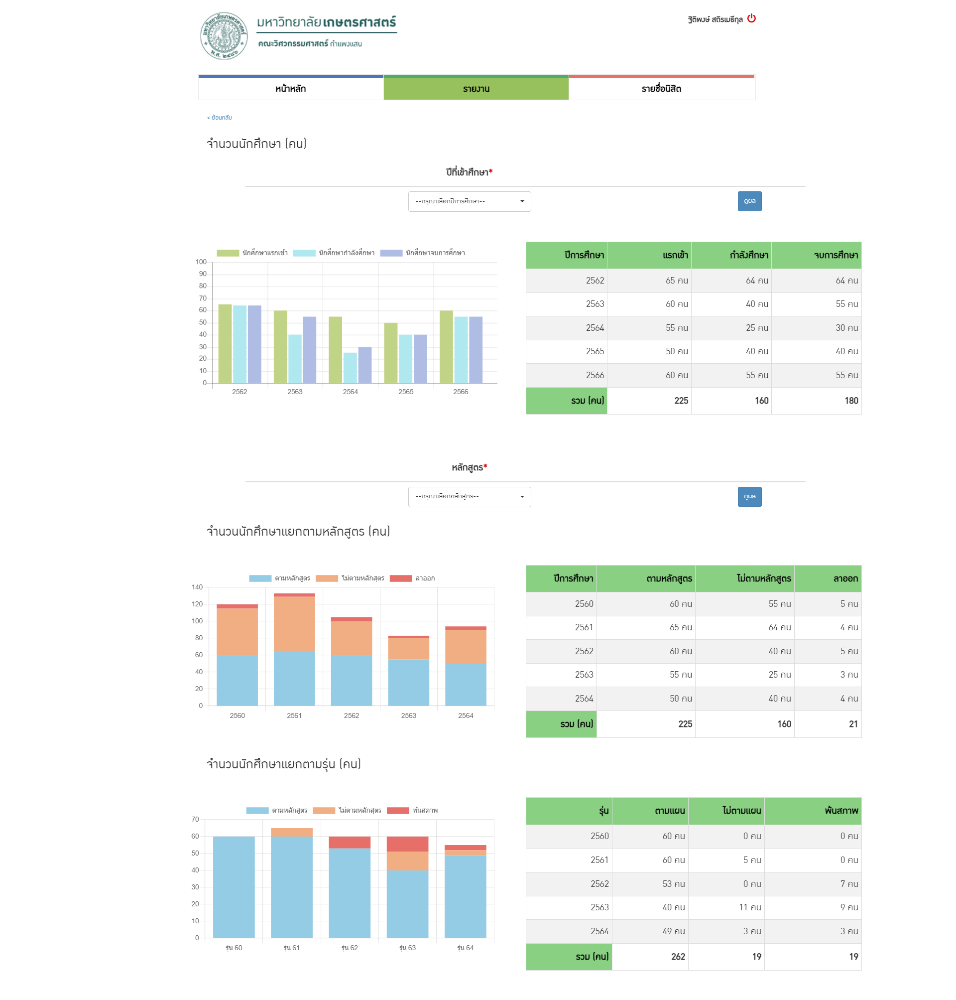 มหาวิทยาลัยเกษตรศาสตร์
คณะวิศวกรรมศาสตร์ กำแพงแสน
มหาวิทยาลัยเกษตรศาสตร์
พ.ศ. ๒๔๘๖
ฐิติพงษ์ สถิรเมธีกุล
หน้าหลัก รายงาน รายชื่อนิสิต
< ย้อนกลับ
จำนวนนักศึกษา (คน)
ปีที่เข้าศึกษา*
--กรุณาเลือกปีการศึกษา-- ดูผล
นักศึกษาแรกเข้า นักศึกษากำลังศึกษา นักศึกษาจบการศึกษา
100
90
80
70
60
50
40
30
20
10
0
2562 2563 2564 2565 2566
ปีการศึกษา แรกเข้า กำลังศึกษา จบการศึกษา
2562 65 คน 64 คน 64 คน
2563 60 คน 40 คน 55 คน
2564 55 คน 25 คน 30 คน
2565 50 คน 40 คน 40 คน
2566 60 คน 55 คน 55 คน
รวม (คน) 225 160 180
หลักสูตร*
--กรุณาเลือกหลักสูตร-- ดูผล
จำนวนนักศึกษาแยกตามหลักสูตร (คน)
ตามหลักสูตร ไม่ตามหลักสุตร ลาออก
140
120
100
80
60
40
20
0
2560 2561 2562 2563 2564
ปีการศึกษา ตามหลักสูตร ไม่ตามหลักสูตร ลาออก
2560 60 คน 55 คน 5 คน
2561 65 คน 64 คน 4 คน
2562 60 คน 40 คน 5 คน
2563 55 คน 25 คน 3 คน
2564 50 คน 40 คน 4 คน
รวม (คน) 225 160 21
จำนวนนักศึกษาแยกตามรุ่น (คน)
ตามหลักสูตร ไม่ตามหลักสูตร พ้นสภาพ
70
60
50
40
30
20
10
0
รุ่น 60 รุ่น 61 รุ่น 62 รุ่น 63 รุ่น 64
รุ่น ตามแผน ไม่ตามแผน พ้นสภาพ
2560 60 คน 0 คน 0 คน
2561 60 คน 5 คน 0 คน
2562 53 คน 0 คน 7 คน
2563 40 คน 11 คน 9 คน
2564 49 คน 3 คน 3 คน
รวม (คน) 262 19 19